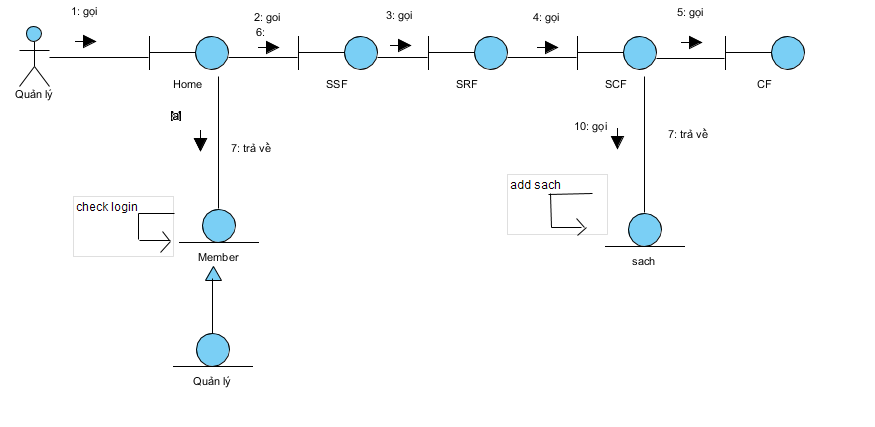 1: gọi
2: goi
6:
3: gọi
4: gọi
5: gọi
Quản lý
Home
SSF
SRF
SCF
CF
7: trả về
10: gọi
7: trả về
check login
add sach
Member
sach
Quản lý